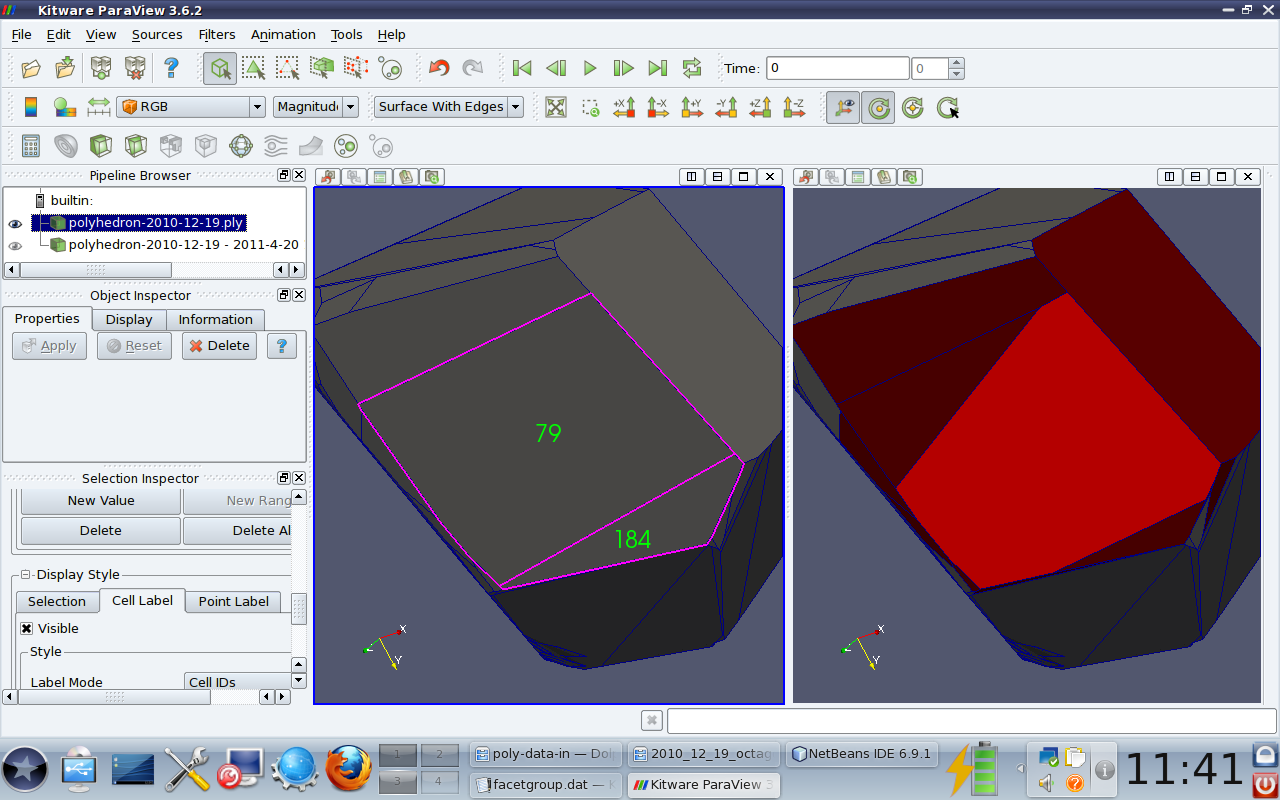 Kitware ParaView 3.6.2
File Edit View Sources Filters Animation Tools Help
Time: 0 0
RGB Magnitud Surface With Edges
+X -X +Y -Y +Z -Z
Pipeline Browser
builtin:
polyhedron-2010-12-19.ply
polyhedron-2010-12-19 - 2011-4-20
Object Inspector
Properties Display Information
Apply Reset Delete ?
Selection Inspector
New Value New Rang
Delete Delete Al
Display Style
Selection Cell Label Point Label
Visible
Style
Label Mode Cell IDs
79
184
X
Y
Z
X
Y
Z
1 2
3 4
poly-data-in — Dol
2010_12_19_octag
NetBeans IDE 6.9.1
facetgroup.dat — K
Kitware ParaView 3
11:41